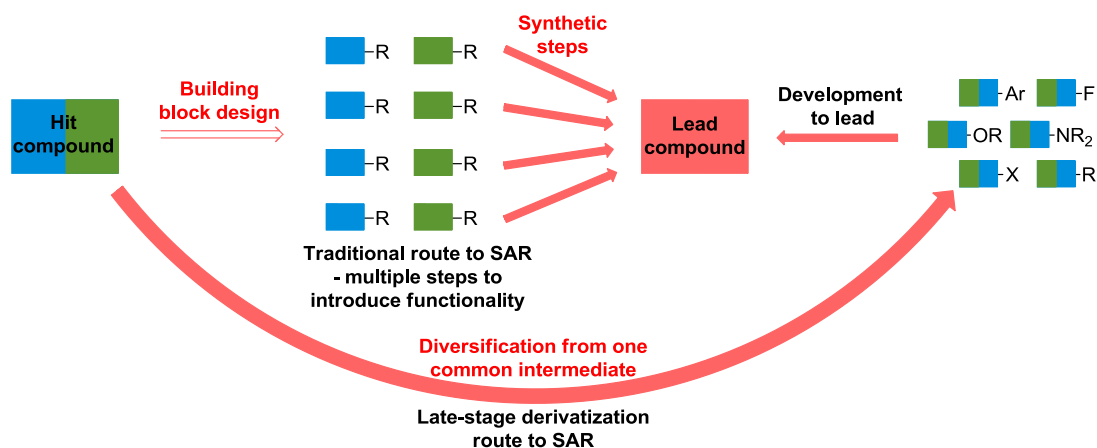 Hit
compound
Building
block design
R
R
R
R
R
R
R
R
Traditional route to SAR
- multiple steps to
introduce functionality
Synthetic
steps
Lead
compound
Development
to lead
Ar
F
OR
NR2
X
R
Diversification from one
common intermediate
Late-stage derivatization
route to SAR